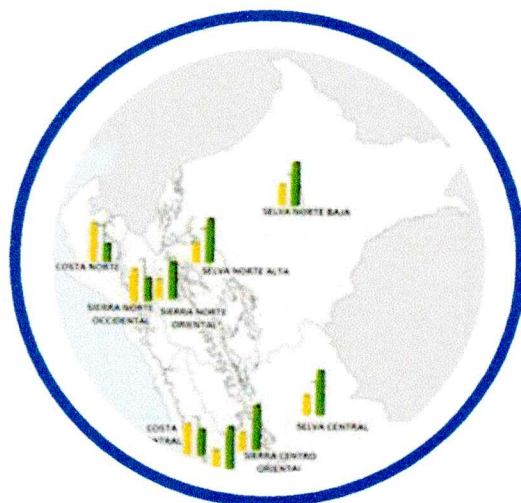 SELVA NORTE BAJA
COSTA NORTE
SELVA NORTE ALTA
SIERRA NORTE
OCCIDENTAL
SIERRA NORTE
ORIENTAL
SELVA CENTRAL
COSTA
NTRAL
SIERRA CENTRO
ORIENTAL